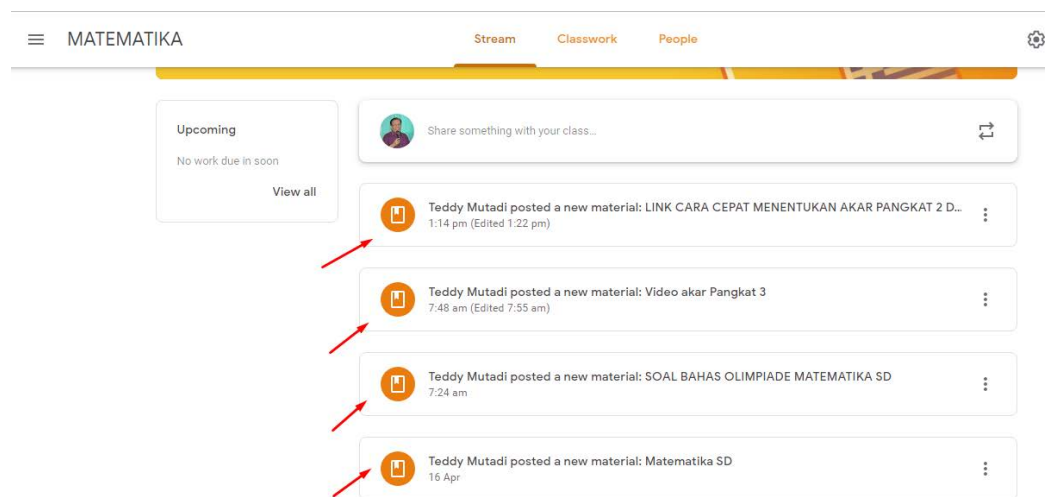 MATEMATIKA
Stream
Classwork
People
Upcoming
No work due in soon
View all
Share something with your class...
Teddy Mutadi posted a new material: LINK CARA CEPAT MENENTUKAN AKAR PANGKAT 2 D...
1:14 pm (Edited 1:22 pm)
Teddy Mutadi posted a new material: Video akar Pangkat 3
7:48 am (Edited 7:55 am)
Teddy Mutadi posted a new material: SOAL BAHAS OLIMPIADE MATEMATIKA SD
7:24 am
Teddy Mutadi posted a new material: Matematika SD
16 Apr